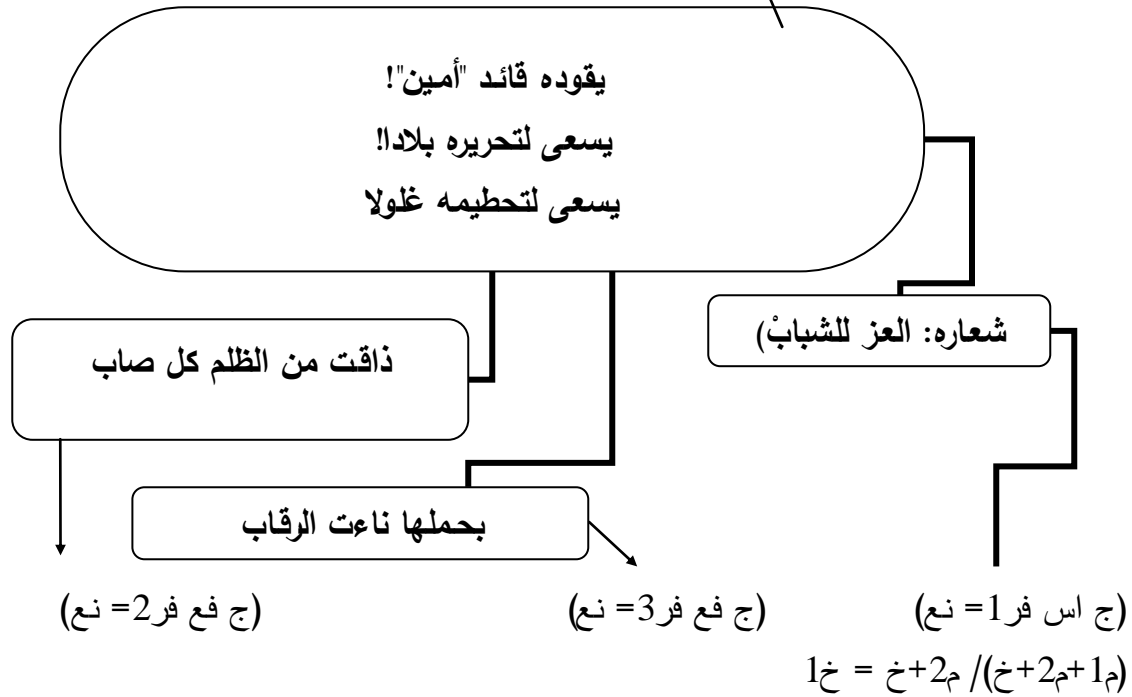 يقوده قائد "أمين"!
يسعى لتحريره بلادا!
يسعى لتحطيمه غلولا
شعاره: العز للشبابْ)
ذاقت من الظلم كل صاب
بحملها ناءت الرقاب
(ج اس فر1= نع)
(ج فع فر3= نع)
(ج فع فر2= نع)
(م1+م2+خ)/ م2+خ = خ1